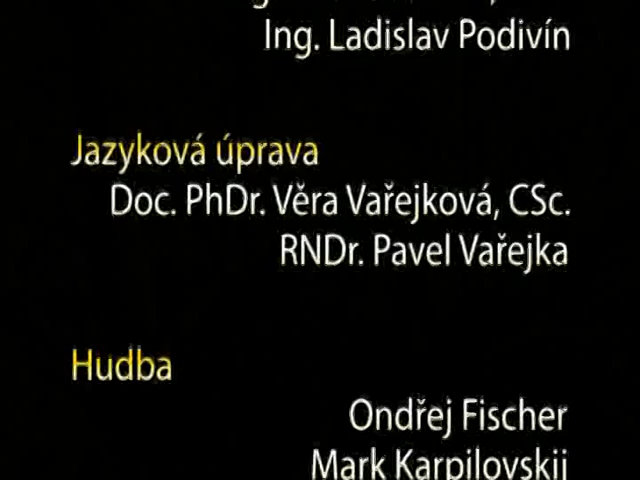 Ing. Ladislav Podivín
Jazyková úprava
Doc. PhDr. Věra Vařejková, CSc.
RNDr. Pavel Vařejka
Hudba
Ondřej Fischer
Mark Karpilovskij